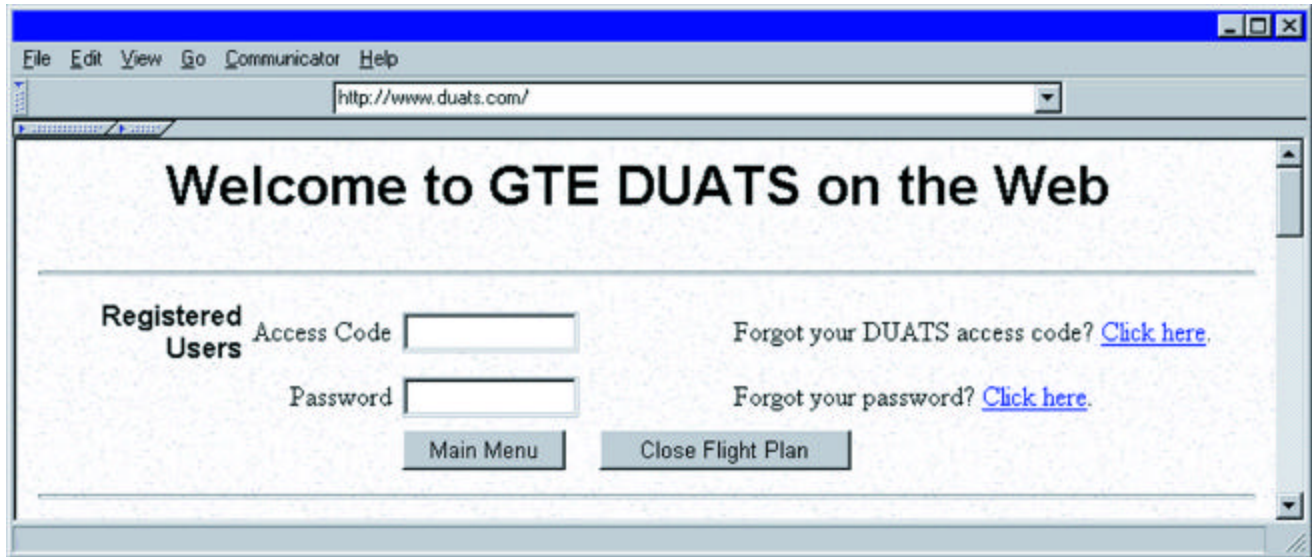 File Edit View Go Communicator Help
http://www.duats.com/
Welcome to GTE DUATS on the Web
Registered Users
Access Code
Forgot your DUATS access code? Click here.
Password
Forgot your password? Click here.
Main Menu
Close Flight Plan